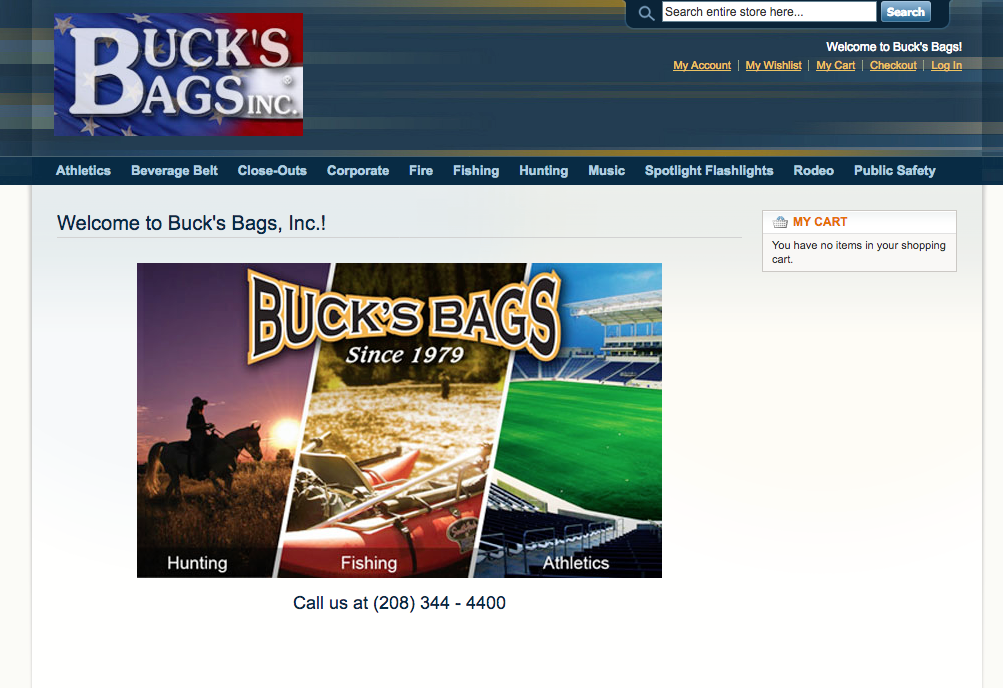 Search entire store here...
Search
BUCK'S
BAGS INC.
Welcome to Buck's Bags!
My Account | My Wishlist | My Cart | Checkout | Log In
Athletics Beverage Belt Close-Outs Corporate Fire Fishing Hunting Music Spotlight Flashlights Rodeo Public Safety
Welcome to Buck's Bags, Inc.!
MY CART
You have no items in your shopping
cart.
BUCK'S BAGS
Since 1979
Hunting
Fishing
Athletics
Call us at (208) 344 - 4400